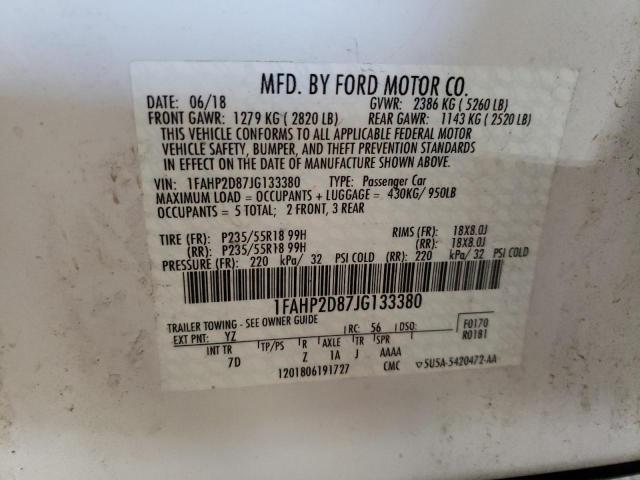 MFD. BY FORD MOTOR CO.
DATE: 06/18 GVWR: 2386 KG ( 5260 LB)
FRONT GAWR: 1279 KG ( 2820 LB) REAR GAWR: 1143 KG ( 2520 LB)
THIS VEHICLE CONFORMS TO ALL APPLICABLE FEDERAL MOTOR
VEHICLE SAFETY, BUMPER, AND THEFT PREVENTION STANDARDS
IN EFFECT ON THE DATE OF MANUFACTURE SHOWN ABOVE.
VIN: 1FAHP2D87JG133380 TYPE: Passenger Car
MAXIMUM LOAD = OCCUPANTS + LUGGAGE = 430KG/ 950LB
OCCUPANTS = 5 TOTAL; 2 FRONT, 3 REAR
TIRE (FR): P235/55R18 99H RIMS (FR): 18X8.0J
(RR): P235/55R18 99H (RR): 18X8.0J
PRESSURE (FR): 220 kPa/ 32 PSI COLD (RR): 220 kPa/ 32 PSI COLD
1FAHP2D87JG133380
TRAILER TOWING - SEE OWNER GUIDE
EXT PNT: YZ RC: 56 DSO: F0170
R0181
INT TR TP/PS R AXLE TR SPR
7D Z 1A J AAAA
1201806191727 CMC 5U5A-5420472-AA